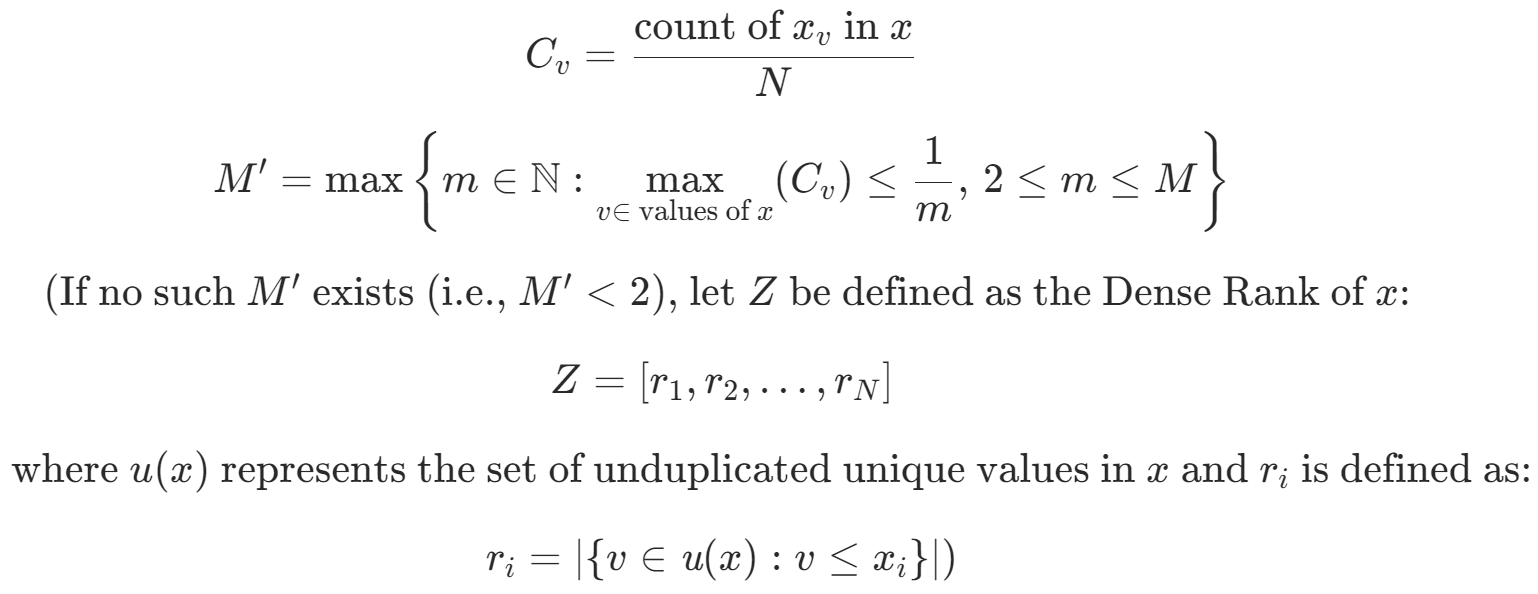 C_v = \frac{\text{count of } x_v \text{ in } x}{N}
M' = \max \left\{ m \in \mathbb{N} : \max_{v \in \text{ values of } x} (C_v) \leq \frac{1}{m}, 2 \leq m \leq M \right\}
(If no such M' exists (i.e., M' < 2), let Z be defined as the Dense Rank of x:
Z = [r_1, r_2, \ldots, r_N]
where u(x) represents the set of unduplicated unique values in x and r_i is defined as:
r_i = |\{v \in u(x) : v \leq x_i\}|)